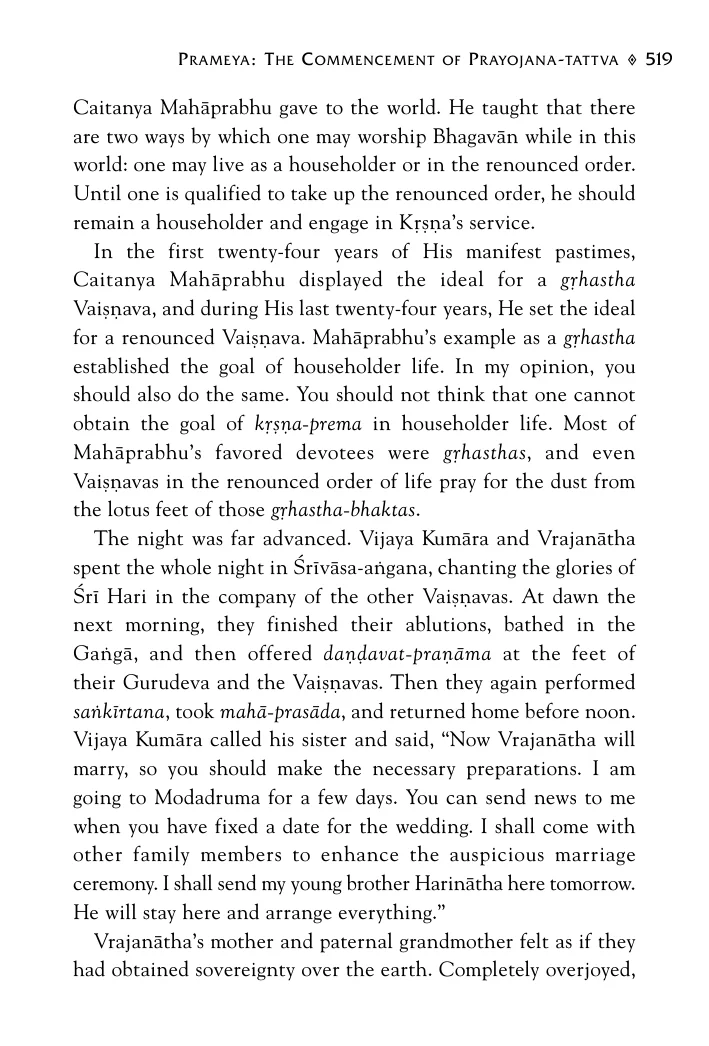 Prameya: The Commencement of Prayojana-tattva ◊ 519
Caitanya Mahāprabhu gave to the world. He taught that there
are two ways by which one may worship Bhagavān while in this
world: one may live as a householder or in the renounced order.
Until one is qualified to take up the renounced order, he should
remain a householder and engage in Kṛṣṇa’s service.
In the first twenty-four years of His manifest pastimes,
Caitanya Mahāprabhu displayed the ideal for a gṛhastha
Vaiṣṇava, and during His last twenty-four years, He set the ideal
for a renounced Vaiṣṇava. Mahāprabhu’s example as a gṛhastha
established the goal of householder life. In my opinion, you
should also do the same. You should not think that one cannot
obtain the goal of kṛṣṇa-prema in householder life. Most of
Mahāprabhu’s favored devotees were gṛhasthas, and even
Vaiṣṇavas in the renounced order of life pray for the dust from
the lotus feet of those gṛhastha-bhaktas.
The night was far advanced. Vijaya Kumāra and Vrajanātha
spent the whole night in Śrīvāsa-aṅgana, chanting the glories of
Śrī Hari in the company of the other Vaiṣṇavas. At dawn the
next morning, they finished their ablutions, bathed in the
Gaṅgā, and then offered daṇḍavat-praṇāma at the feet of
their Gurudeva and the Vaiṣṇavas. Then they again performed
saṅkīrtana, took mahā-prasāda, and returned home before noon.
Vijaya Kumāra called his sister and said, “Now Vrajanātha will
marry, so you should make the necessary preparations. I am
going to Modadruma for a few days. You can send news to me
when you have fixed a date for the wedding. I shall come with
other family members to enhance the auspicious marriage
ceremony. I shall send my young brother Harinātha here tomorrow.
He will stay here and arrange everything.”
Vrajanātha’s mother and paternal grandmother felt as if they
had obtained sovereignty over the earth. Completely overjoyed,